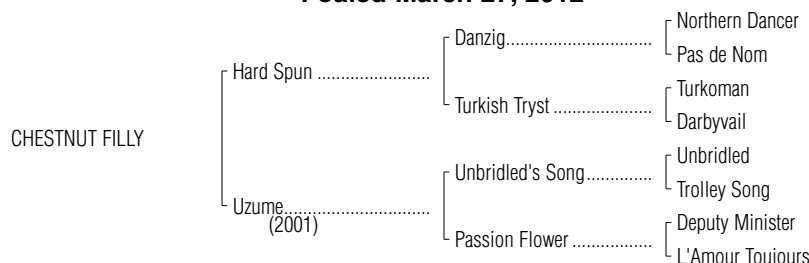 Foaled March 27, 2012
Northern Dancer
Danzig
Pas de Nom
Hard Spun
Turkoman
Turkish Tryst
Darbyvail
CHESTNUT FILLY
Unbridled
Unbridled's Song
Trolley Song
Uzume
(2001)
Deputy Minister
Passion Flower
L'Amour Toujours